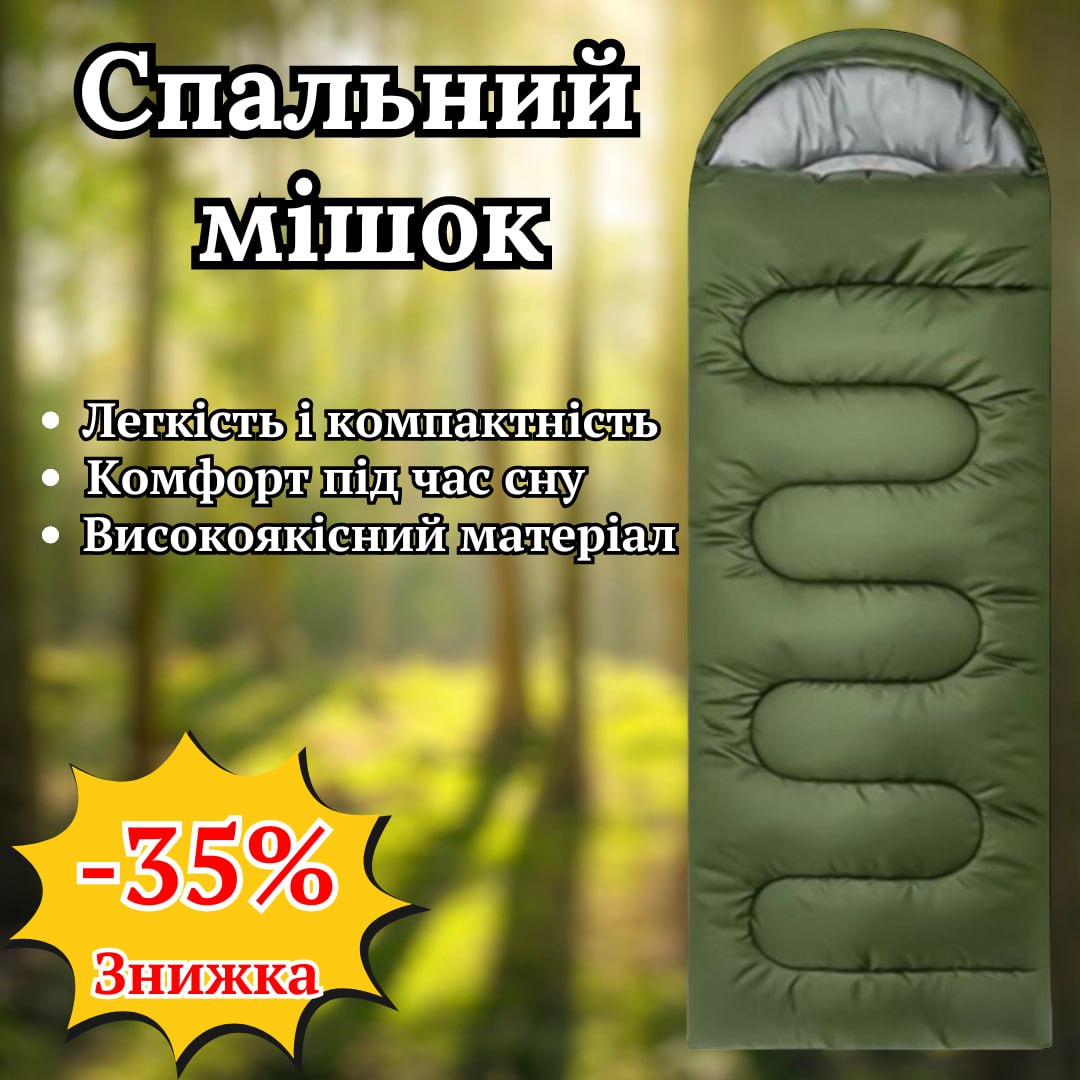 Спальний
мішок
• Легкість і компактність
• Комфорт під час сну
• Високоякісний матеріал
-35%
Знижка